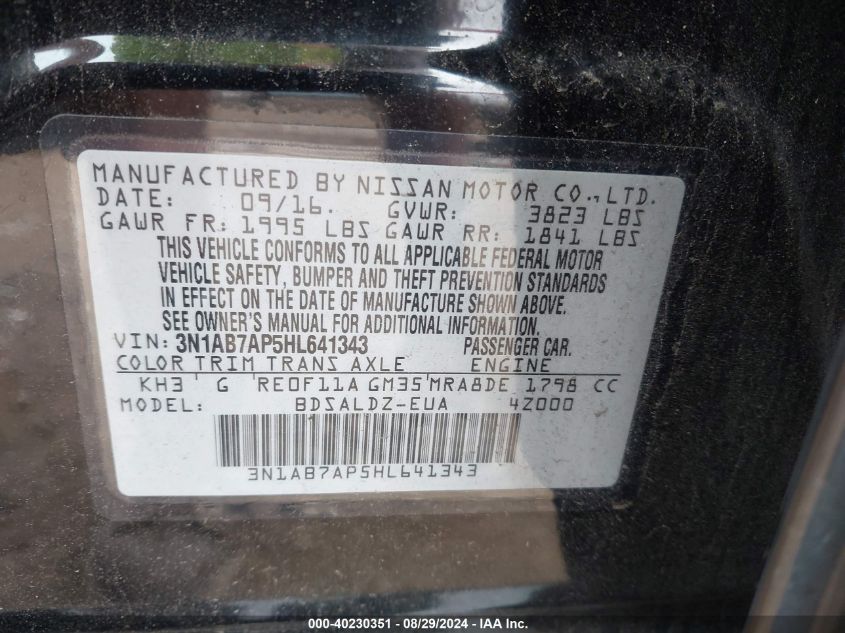 MANUFACTURED BY NISSAN MOTOR CO., LTD.
DATE: 09/16. GVWR: 3823 LBS
GAWR FR: 1995 LBS GAWR RR: 1841 LBS
THIS VEHICLE CONFORMS TO ALL APPLICABLE FEDERAL MOTOR
VEHICLE SAFETY, BUMPER AND THEFT PREVENTION STANDARDS
IN EFFECT ON THE DATE OF MANUFACTURE SHOWN ABOVE.
SEE OWNER'S MANUAL FOR ADDITIONAL INFORMATION.
VIN: 3N1AB7AP5HL641343 PASSENGER CAR.
COLOR TRIM TRANS AXLE ENGINE
KH3 G RE0F11A GM35 MRA8DE 1798 CC
MODEL: BDSALDZ-EUA 4Z000
3N1AB7AP5HL641343
000-40230351 - 08/29/2024 - IAAI.com